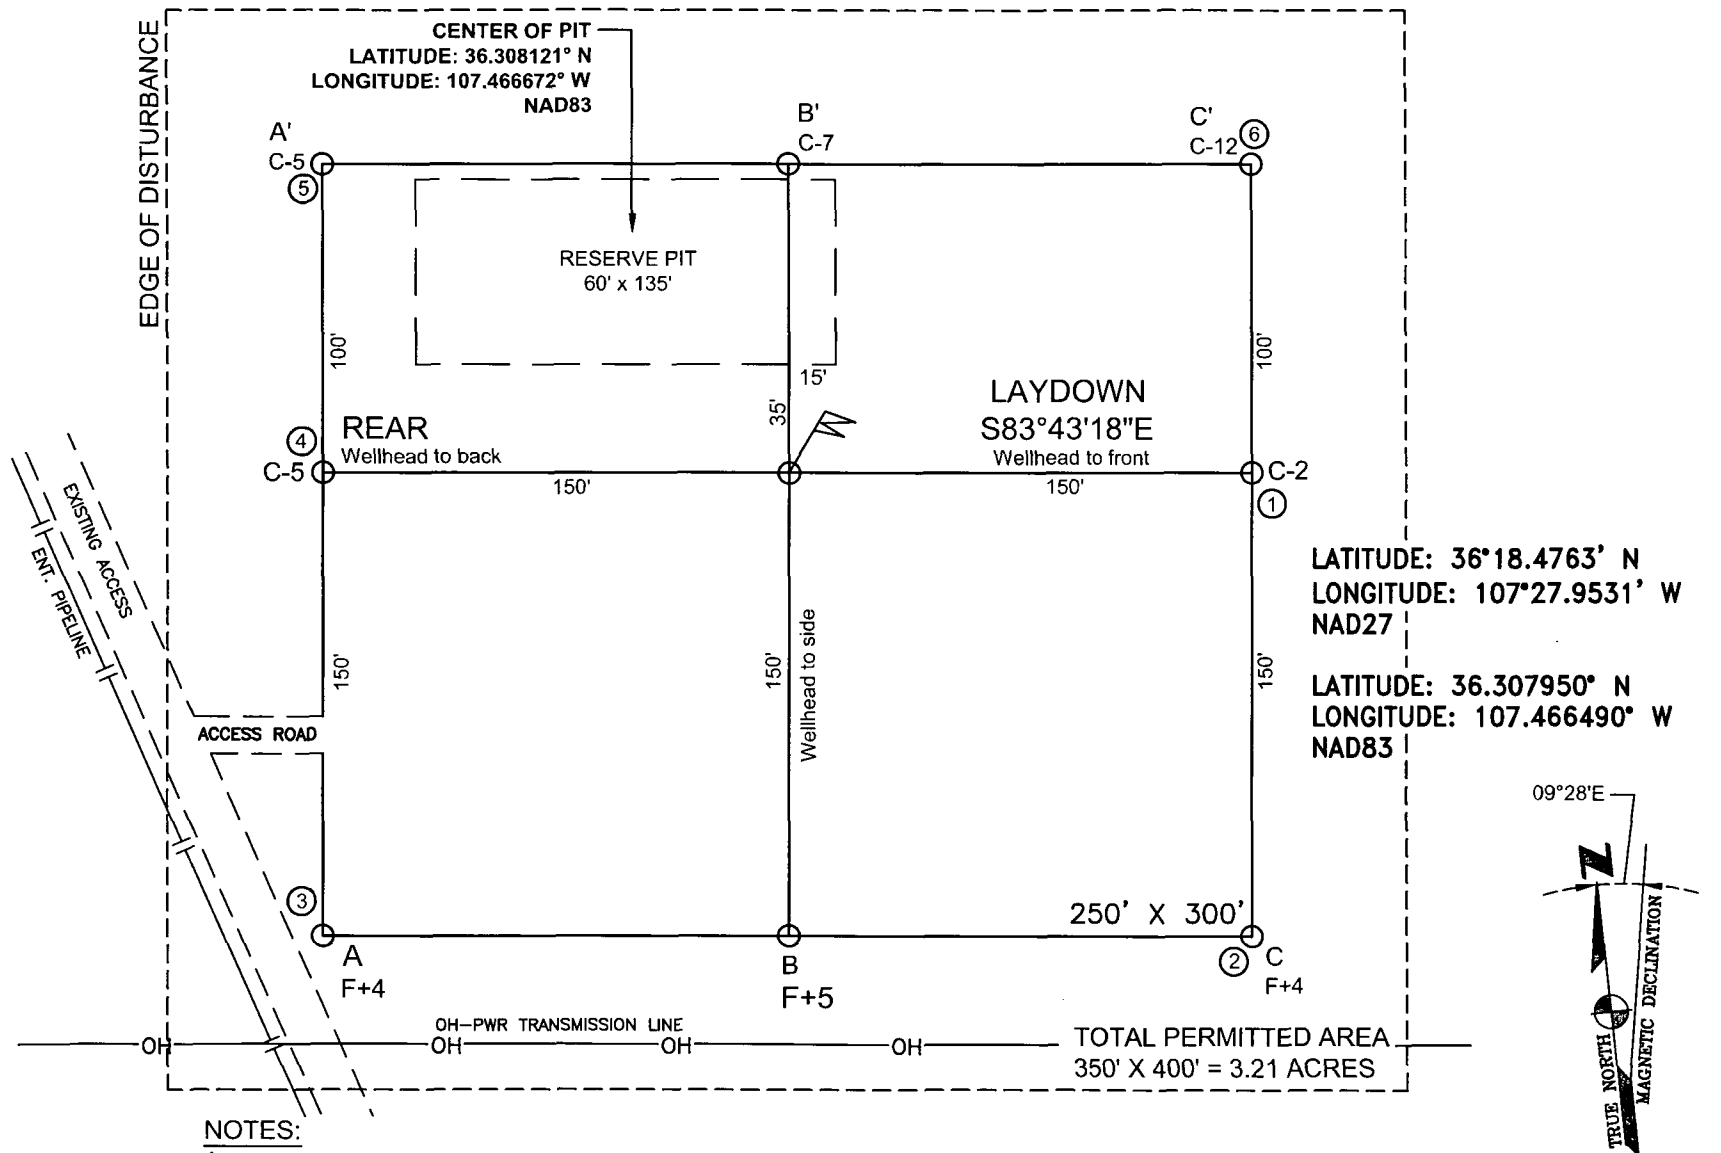 EDGE OF DISTURBANCE
CENTER OF PIT
LATITUDE: 36.308121° N
LONGITUDE: 107.466672° W
NAD83
A'
C-5
5
B'
C-7
C'
C-12
6
RESERVE PIT
60' x 135'
100'
100'
15'
35'
LAYDOWN
S83°43'18"E
Wellhead to front
REAR
Wellhead to back
4
C-5
150'
150'
C-2
1
EXISTING ACCESS
ENT. PIPELINE
LATITUDE: 36°18.4763' N
LONGITUDE: 107°27.9531' W
NAD27
LATITUDE: 36.307950° N
LONGITUDE: 107.466490° W
NAD83
150'
150'
Wellhead to side
150'
ACCESS ROAD
09°28'E
N
TRUE NORTH
MAGNETIC DECLINATION
3
250' X 300'
A
F+4
B
F+5
2
C
F+4
OH-PWR TRANSMISSION LINE
OH
OH
OH
OH
TOTAL PERMITTED AREA
350' X 400' = 3.21 ACRES
NOTES: